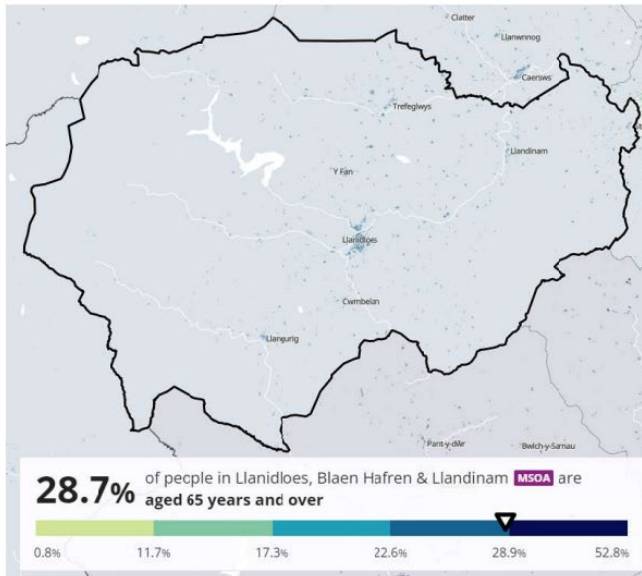 Clatter
Llanwnnog
Caersws
Trefeglwys
Llandinam
Y Fan
Llanidloes
Cwmbelan
Llangurig
Pant-y-dŵr
Bwlch-y-Sarnau
28.7% of people in Llanidloes, Blaen Hafren & Llandinam MSOA are
aged 65 years and over
0.8% 11.7% 17.3% 22.6% 28.9% 52.8%